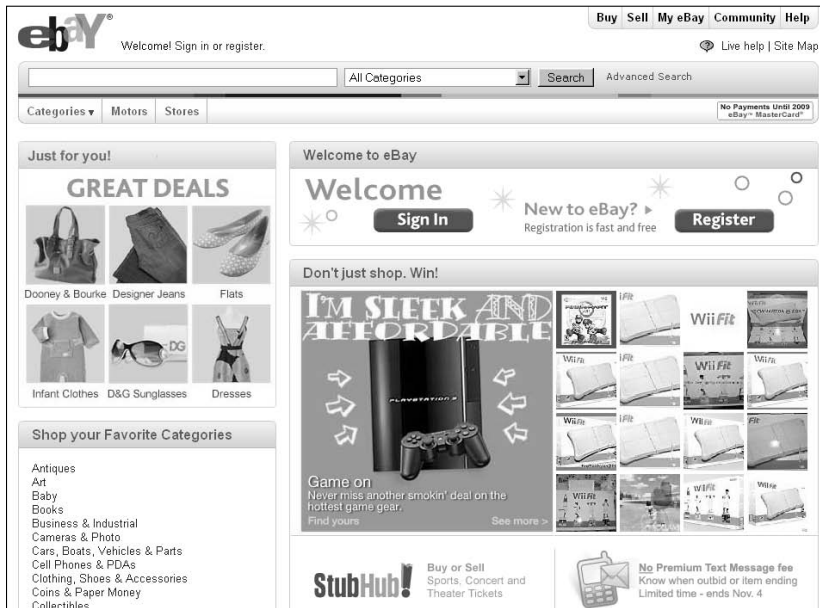 ebY®
Buy Sell My eBay Community Help
Welcome! Sign in or register.
Live help | Site Map
All Categories
Search
Advanced Search
Categories ▾ Motors Stores
No Payments Until 2009
eBay™ MasterCard®
Just for you!
GREAT DEALS
Dooney & Bourke Designer Jeans Flats
DG
Infant Clothes D&G Sunglasses Dresses
Shop your Favorite Categories
Antiques
Art
Baby
Books
Business & Industrial
Cameras & Photo
Cars, Boats, Vehicles & Parts
Cell Phones & PDAs
Clothing, Shoes & Accessories
Coins & Paper Money
Collectibles
Welcome to eBay
Welcome
Sign In
New to eBay? ▸
Registration is fast and free
Register
Don't just shop. Win!
I'M SLEEK AND
AFFORDABLE
PLAYSTATION 3
Game on
Never miss another smokin' deal on the
hottest game gear.
Find yours
See more >
Wii Fit
StubHub!
Buy or Sell
Sports, Concert and
Theater Tickets
No Premium Text Message fee
Know when outbid or item ending
Limited time - ends Nov. 4